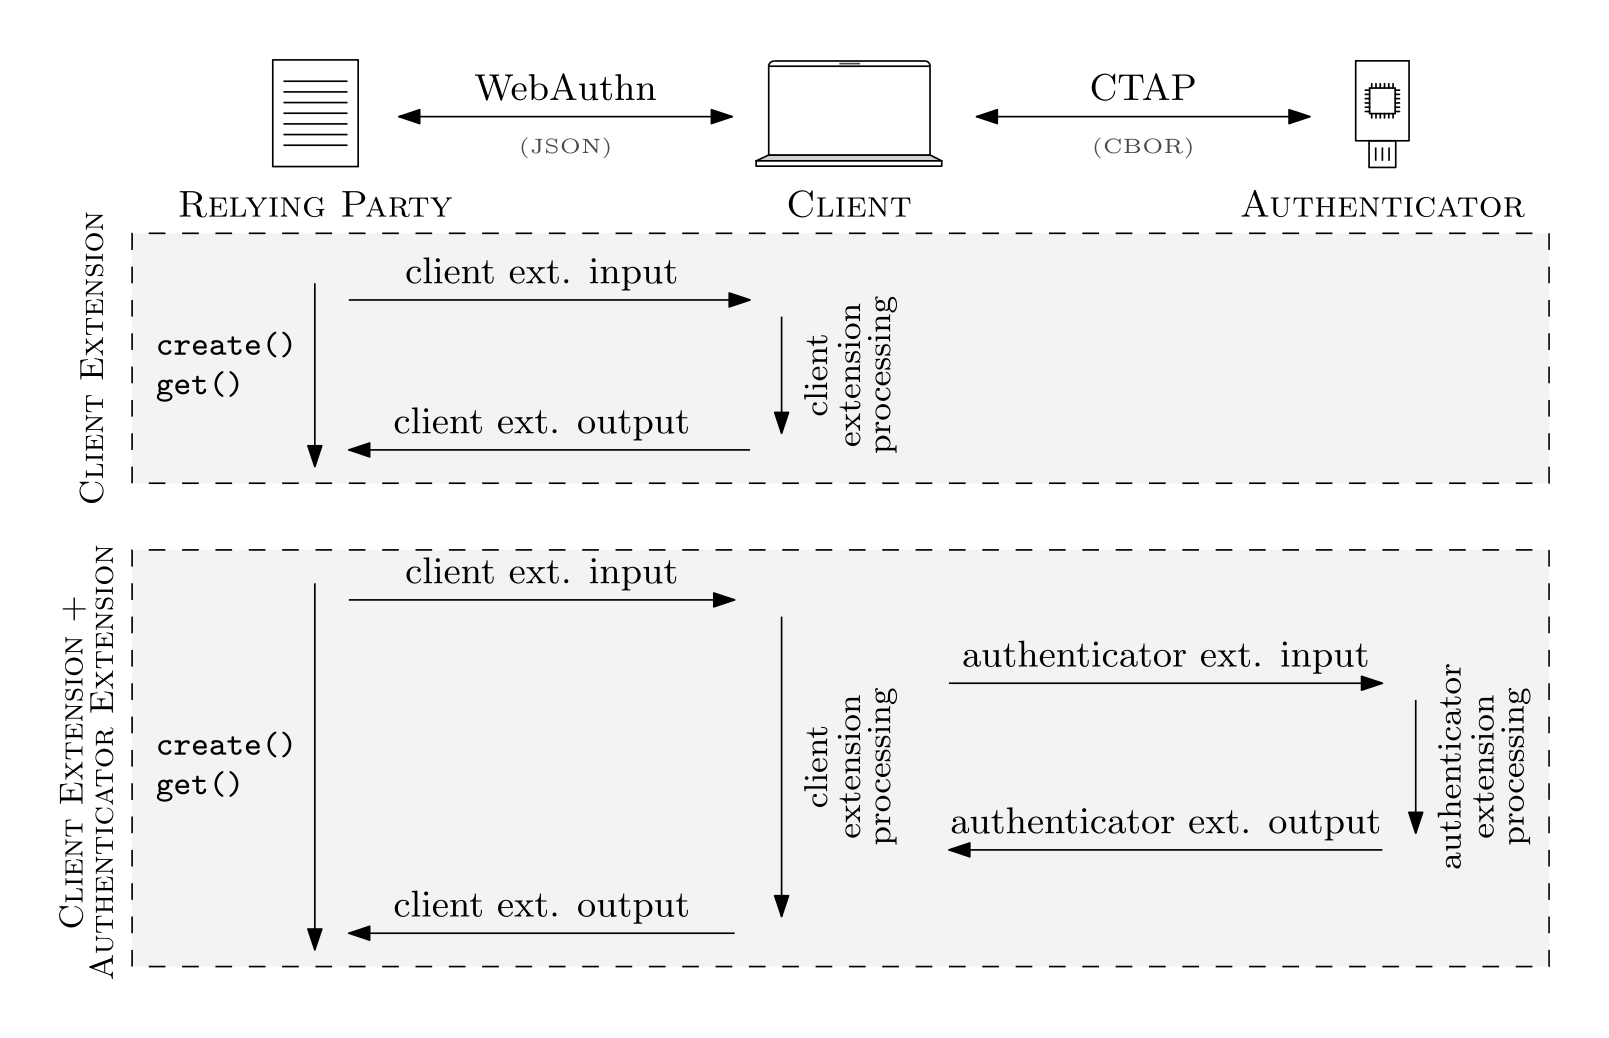 WebAuthn
(JSON)
CTAP
(CBOR)
Relying Party
Client
Authenticator
Client Extension
client ext. input
create()
get()
client
extension
processing
client ext. output
Client Extension +
Authenticator Extension
client ext. input
authenticator ext. input
create()
get()
client
extension
processing
authenticator
extension
processing
authenticator ext. output
client ext. output